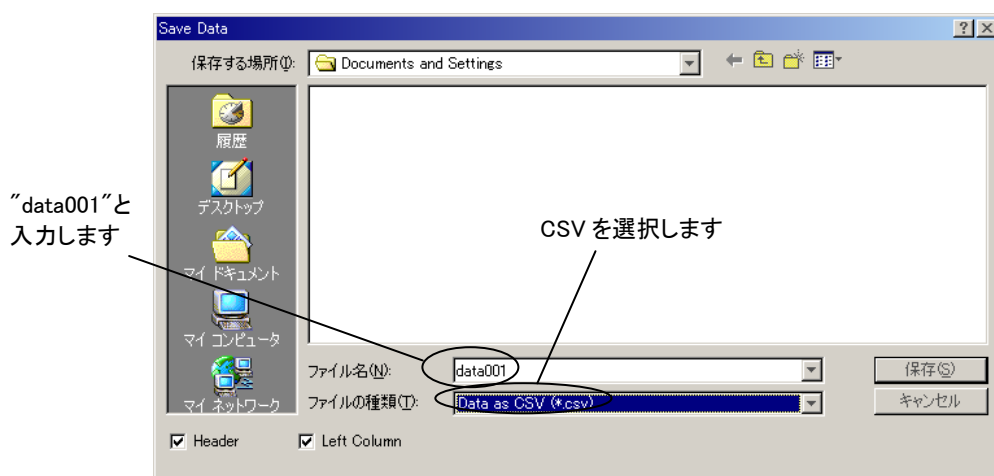 Save Data
保存する場所(I):
Documents and Settings
履歴
デスクトップ
マイ ドキュメント
マイ コンピュータ
マイ ネットワーク
"data001"と
入力します
CSV を選択します
ファイル名(N):
data001
保存(S)
ファイルの種類(T):
Data as CSV (*.csv)
キャンセル
Header
Left Column